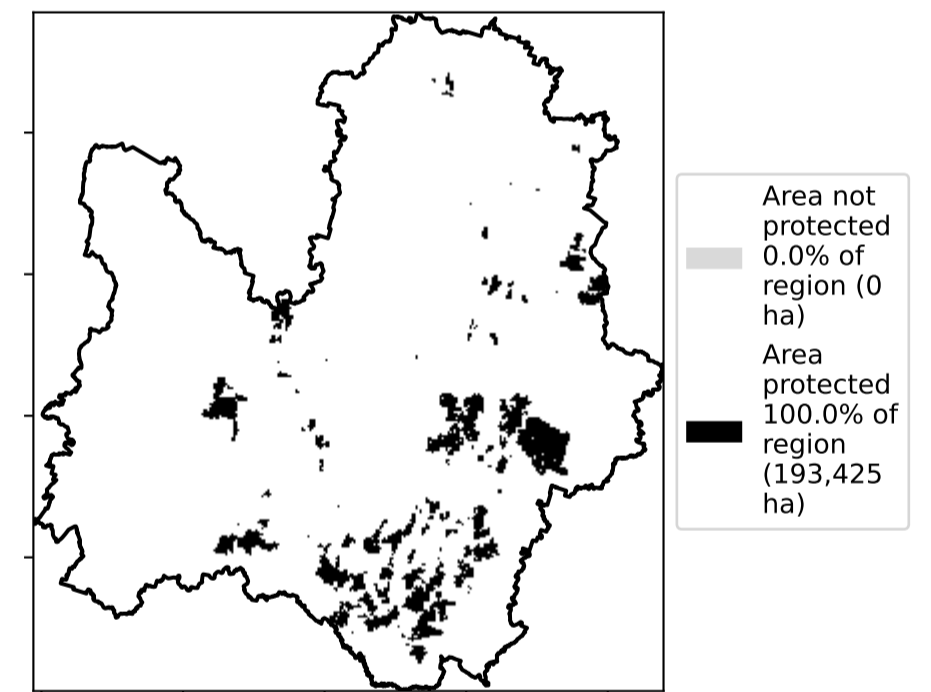 Area not
protected
0.0% of
region (0
ha)
Area
protected
100.0% of
region
(193,425
ha)